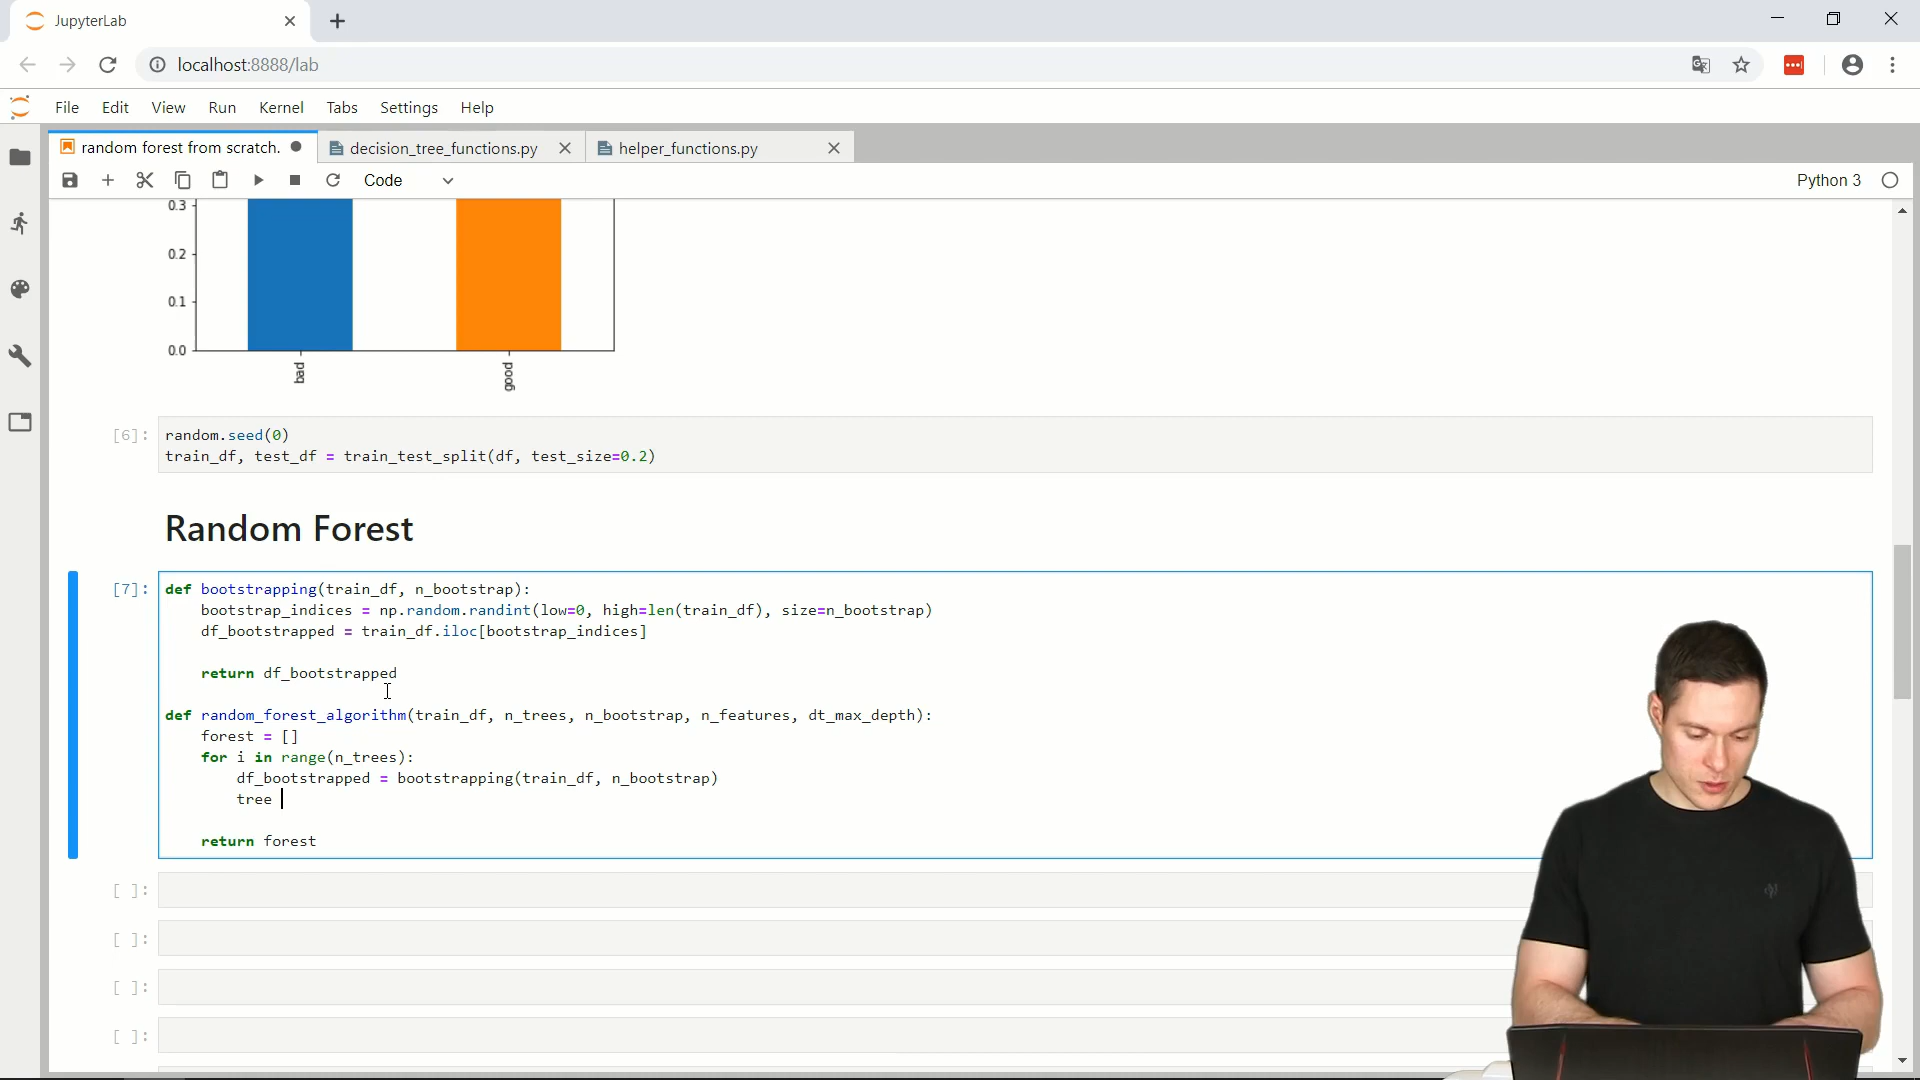 JupyterLab
localhost:8888/lab
File Edit View Run Kernel Tabs Settings Help
random forest from scratch.
decision_tree_functions.py
helper_functions.py
Code
Python 3
0.3
0.2
0.1
0.0
bad
good
[6]:
random.seed(0)
train_df, test_df = train_test_split(df, test_size=0.2)
Random Forest
[7]:
def bootstrapping(train_df, n_bootstrap):
    bootstrap_indices = np.random.randint(low=0, high=len(train_df), size=n_bootstrap)
    df_bootstrapped = train_df.iloc[bootstrap_indices]
    return df_bootstrapped
def random_forest_algorithm(train_df, n_trees, n_bootstrap, n_features, dt_max_depth):
    forest = []
    for i in range(n_trees):
        df_bootstrapped = bootstrapping(train_df, n_bootstrap)
        tree
    return forest
[ ]:
[ ]:
[ ]:
[ ]: